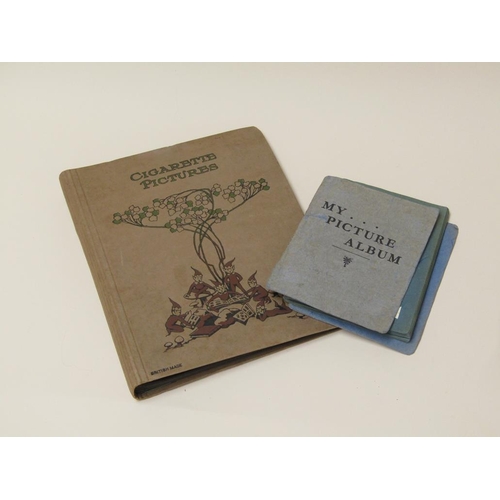 CIGARETTE
PICTURES
BRITISH MADE
MY...
PICTURE
ALBUM